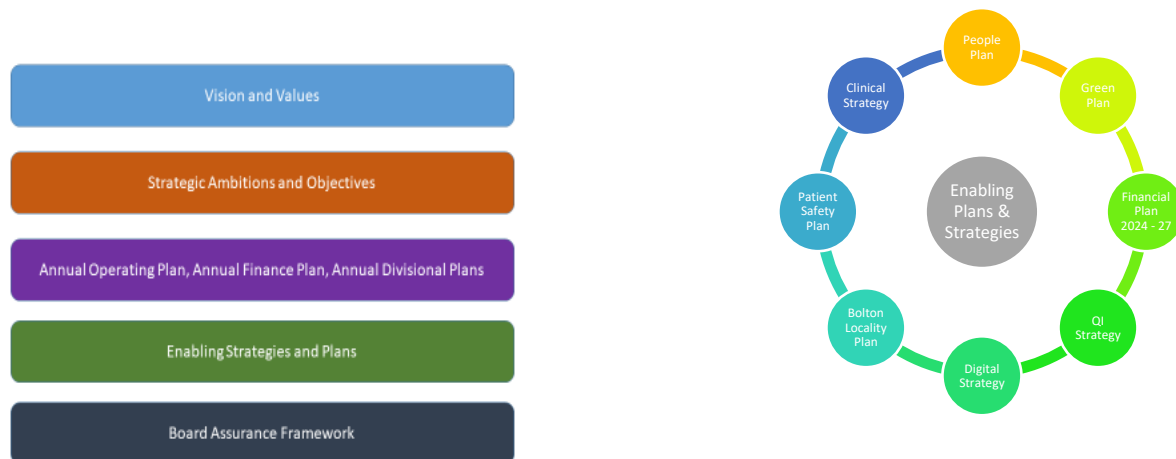 Vision and Values
Strategic Ambitions and Objectives
Annual Operating Plan, Annual Finance Plan, Annual Divisional Plans
Enabling Strategies and Plans
Board Assurance Framework
People
Plan
Green
Plan
Financial
Plan
2024 - 27
QI
Strategy
Digital
Strategy
Bolton
Locality
Plan
Patient
Safety
Plan
Clinical
Strategy
Enabling
Plans &
Strategies